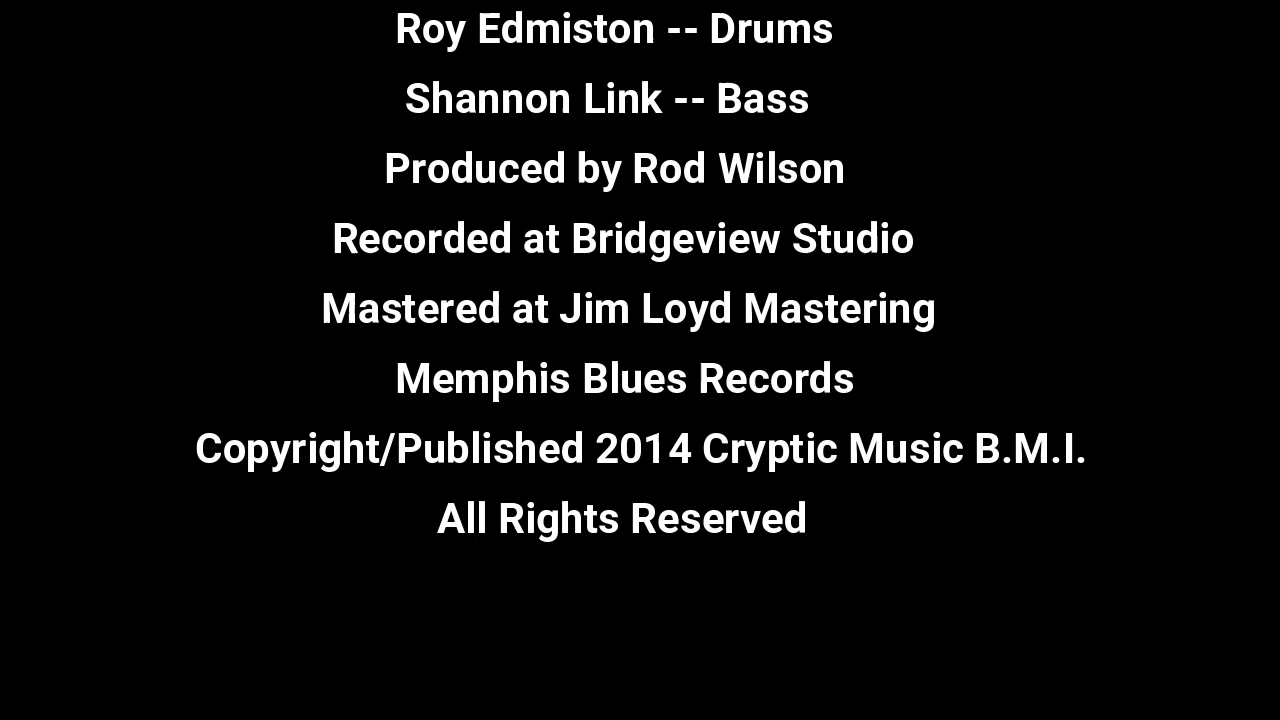 Roy Edmiston -- Drums
Shannon Link -- Bass
Produced by Rod Wilson
Recorded at Bridgeview Studio
Mastered at Jim Loyd Mastering
Memphis Blues Records
Copyright/Published 2014 Cryptic Music B.M.I.
All Rights Reserved